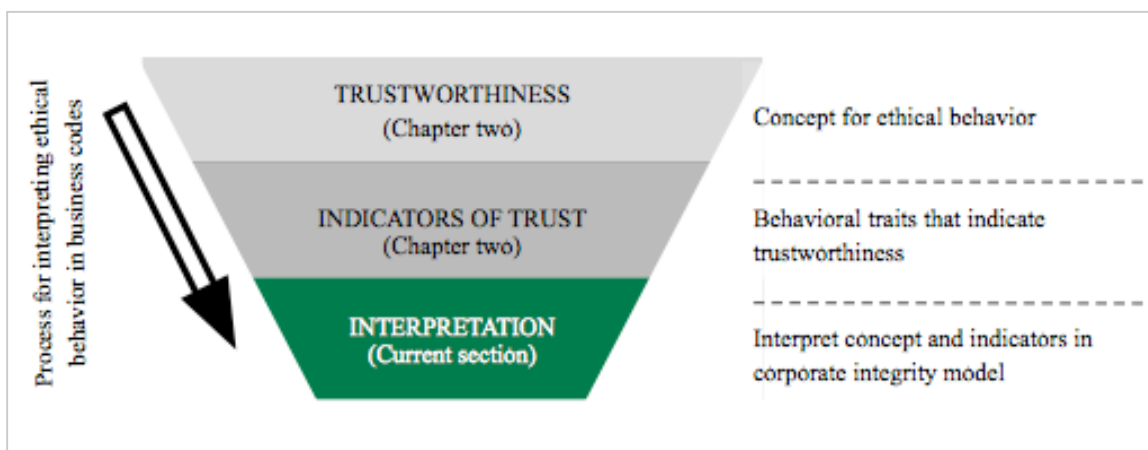 Process for interpreting ethical
behavior in business codes
TRUSTWORTHINESS
(Chapter two)
Concept for ethical behavior
INDICATORS OF TRUST
(Chapter two)
Behavioral traits that indicate
trustworthiness
INTERPRETATION
(Current section)
Interpret concept and indicators in
corporate integrity model